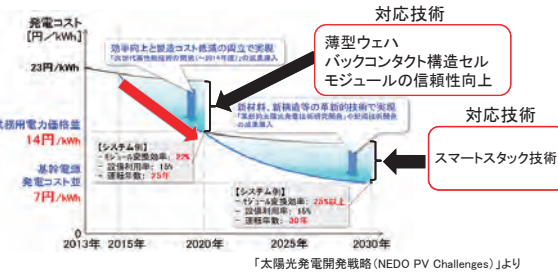 発電コスト
[円／kWh]
対応技術
効率向上と製造コスト低減の両立で実現
薄型ウェハ
バックコンタクト構造セル
モジュールの信頼性向上
23円/kWh
新材料、新構造等の革新的技術で実現
の成果導入
業務用電力価格並
14円/kWh
対応技術
スマートスタック技術
【システム例】
－モジュール変換効率： 22%
－設備利用率： 15%
－運転年数： 25年
基幹電源
発電コスト並
7円/kWh
【システム例】
－モジュール変換効率： 25%以上
－設備利用率： 15%
－運転年数： 30年
0
2013年 2015年 2020年 2025年 2030年
「太陽光発電開発戦略（NEDO PV Challenges）」より